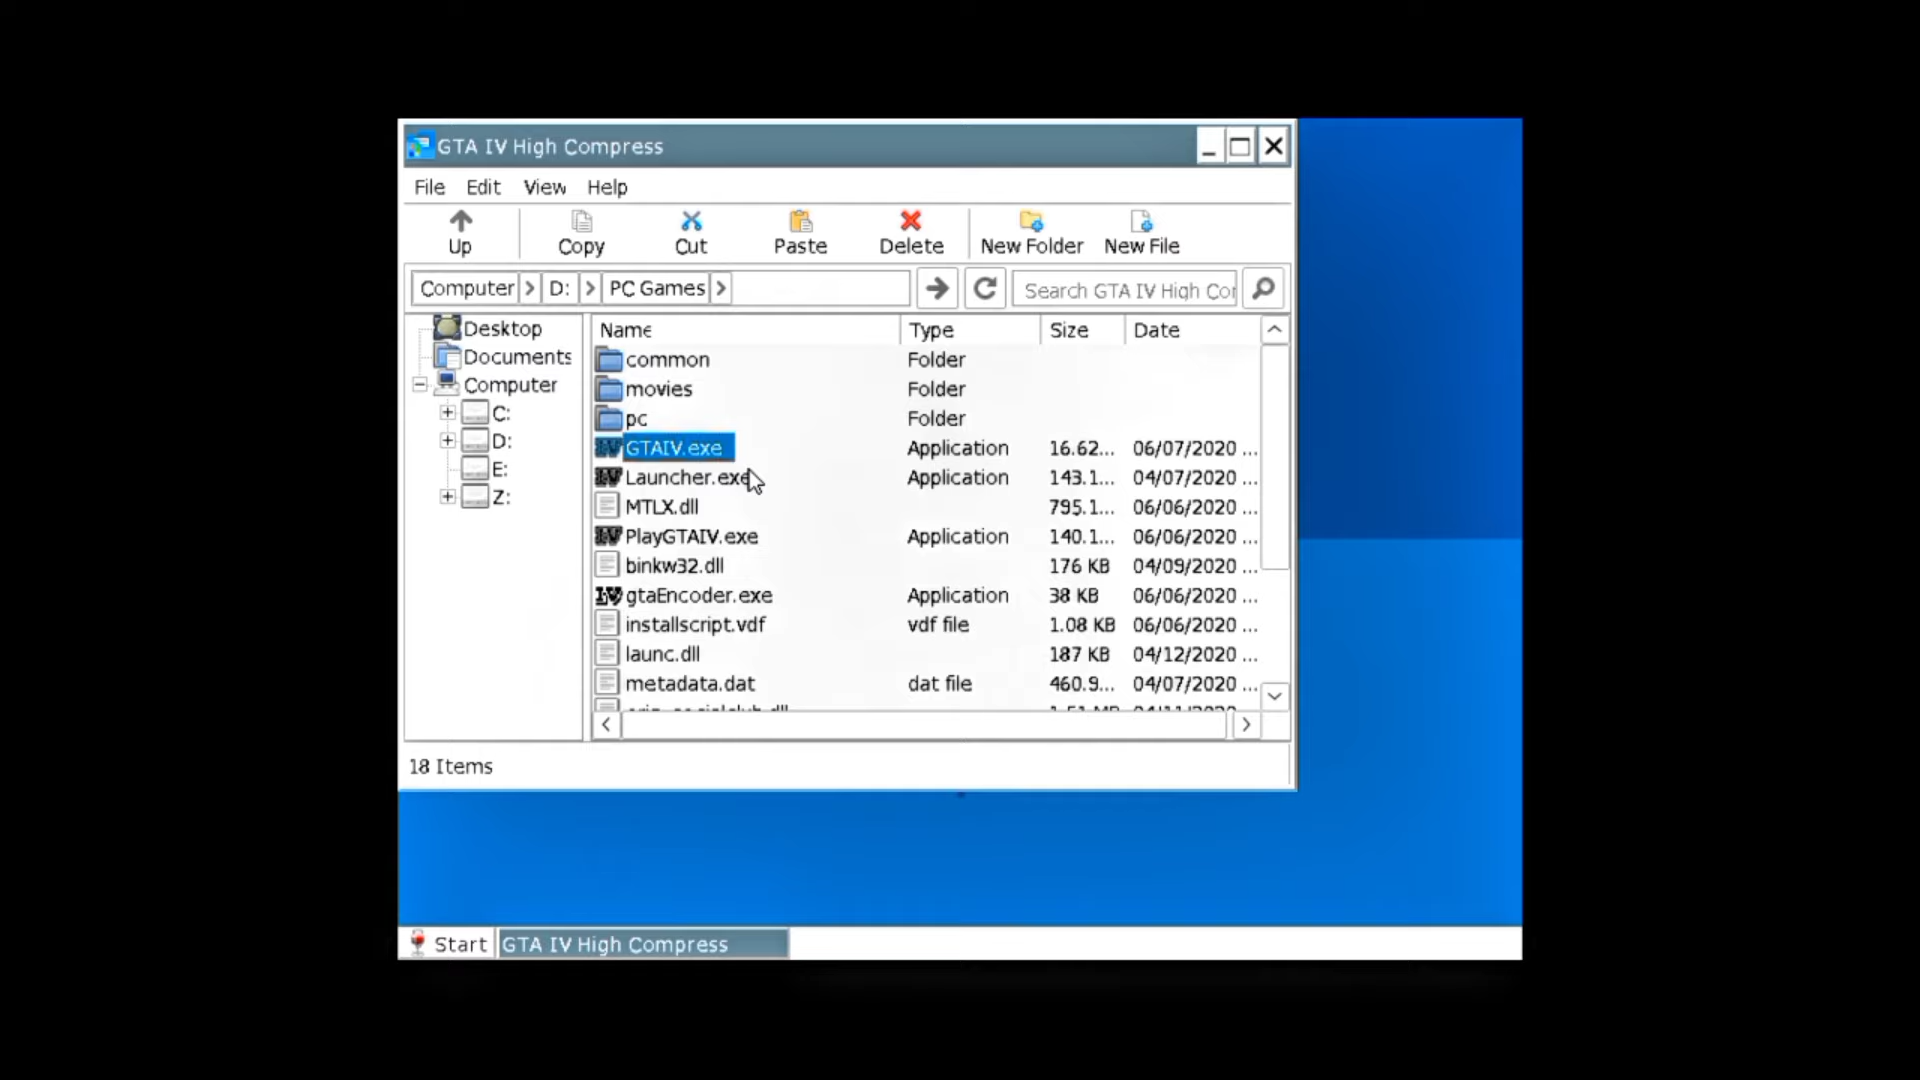 GTA IV High Compress
File Edit View Help
Up Copy Cut Paste Delete New Folder New File
Computer > D: > PC Games > Search GTA IV High Cor
Desktop
Documents
Computer
C:
D:
E:
Z:
Name Type Size Date
common Folder
movies Folder
pc Folder
GTAIV.exe Application 16.62... 06/07/2020 ...
Launcher.exe Application 143.1... 04/07/2020 ...
MTLX.dll 795.1... 06/06/2020 ...
PlayGTAIV.exe Application 140.1... 06/06/2020 ...
binkw32.dll 176 KB 04/09/2020 ...
gtaEncoder.exe Application 38 KB 06/06/2020 ...
installscript.vdf vdf file 1.08 KB 06/06/2020 ...
launc.dll 187 KB 04/12/2020 ...
metadata.dat dat file 460.9... 04/07/2020 ...
18 Items
Start GTA IV High Compress